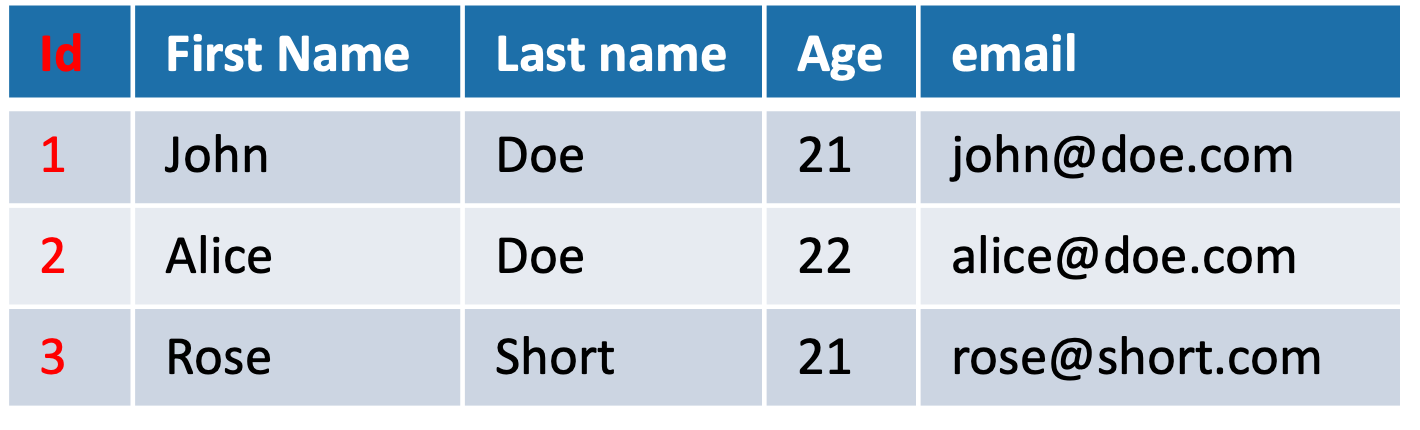 Id First Name Last name Age email
1 John Doe 21 john@doe.com
2 Alice Doe 22 alice@doe.com
3 Rose Short 21 rose@short.com